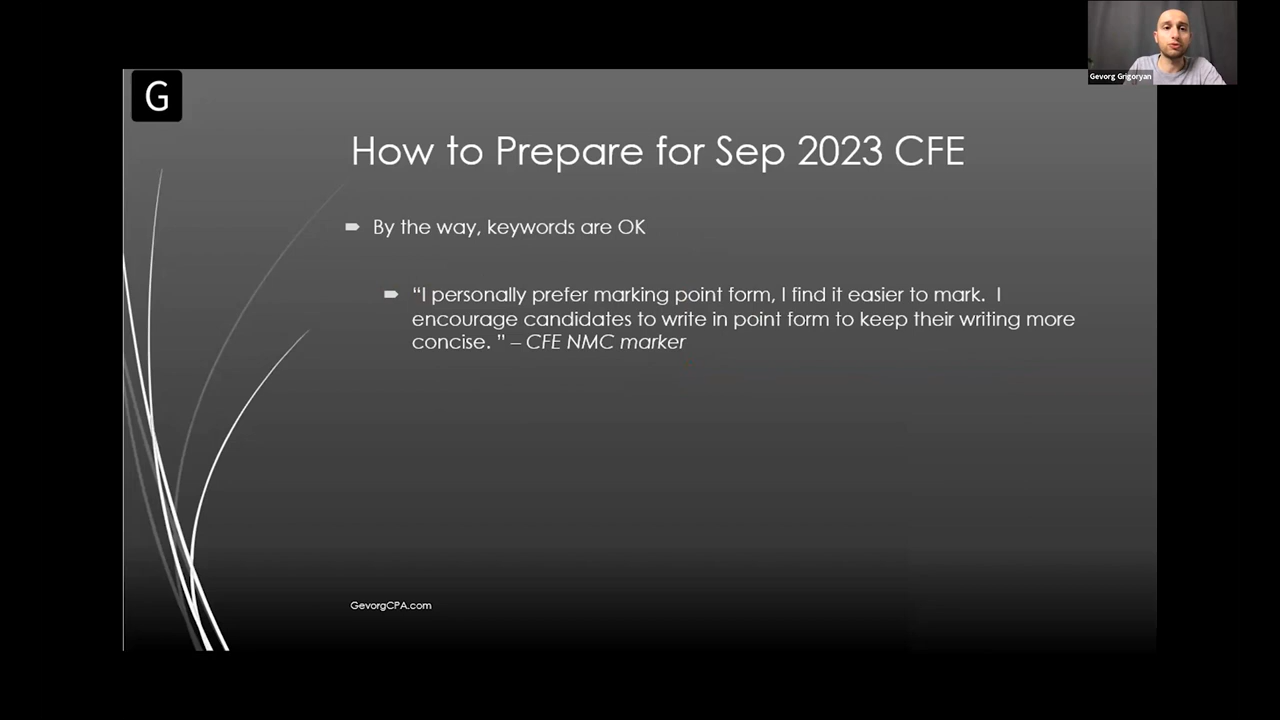 Gevorg Grigoryan
G
How to Prepare for Sep 2023 CFE
By the way, keywords are OK
“I personally prefer marking point form, I find it easier to mark.  I
encourage candidates to write in point form to keep their writing more
concise. ” – CFE NMC marker
GevorgCPA.com